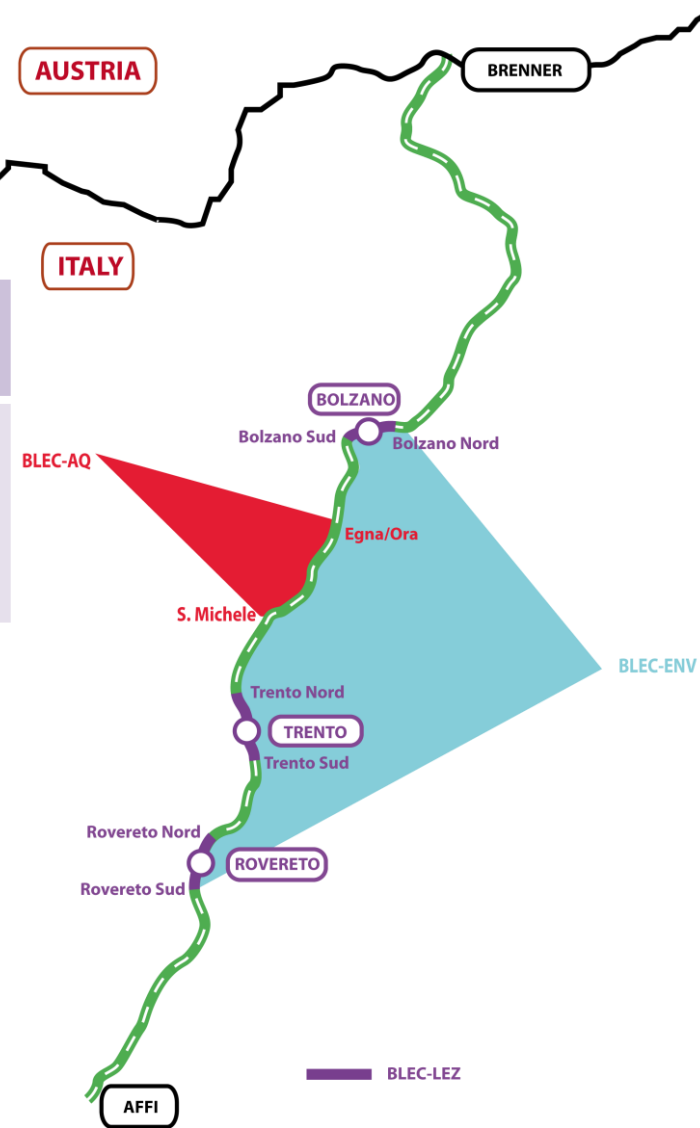 AUSTRIA
BRENNER
ITALY
BOLZANO
Bolzano Sud
Bolzano Nord
BLEC-AQ
Egna/Ora
S. Michele
BLEC-ENV
Trento Nord
TRENTO
Trento Sud
Rovereto Nord
ROVERETO
Rovereto Sud
BLEC-LEZ
AFFI